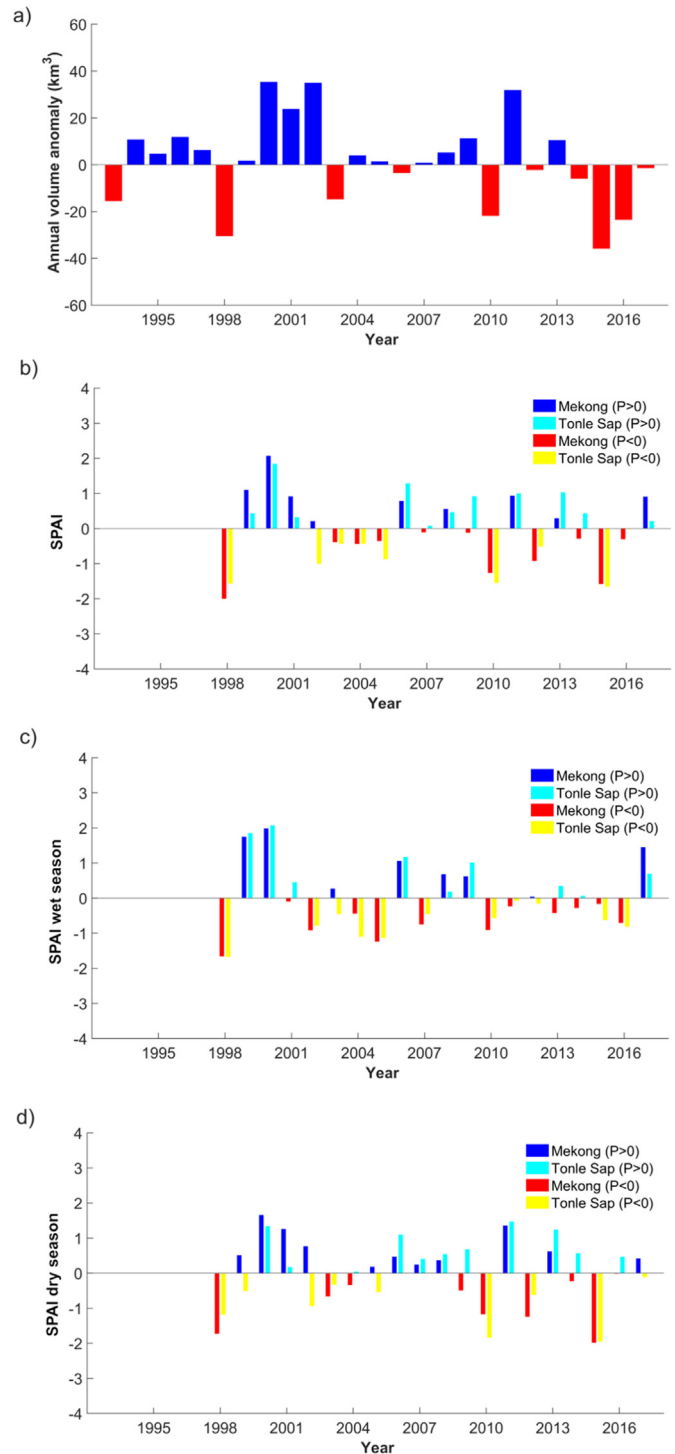 a)
Annual volume anomaly (km³)
60
40
20
0
-20
-40
-60
1995 1998 2001 2004 2007 2010 2013 2016
Year
b)
SPAI
4
3
2
1
0
-1
-2
-3
-4
Mekong (P>0)
Tonle Sap (P>0)
Mekong (P<0)
Tonle Sap (P<0)
1995 1998 2001 2004 2007 2010 2013 2016
Year
c)
SPAI wet season
4
3
2
1
0
-1
-2
-3
-4
Mekong (P>0)
Tonle Sap (P>0)
Mekong (P<0)
Tonle Sap (P<0)
1995 1998 2001 2004 2007 2010 2013 2016
Year
d)
SPAI dry season
4
3
2
1
0
-1
-2
-3
-4
Mekong (P>0)
Tonle Sap (P>0)
Mekong (P<0)
Tonle Sap (P<0)
1995 1998 2001 2004 2007 2010 2013 2016
Year